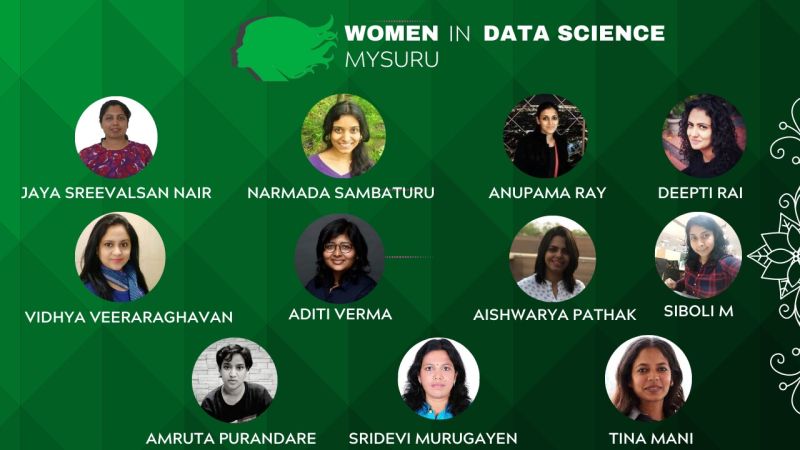 WOMEN IN DATA SCIENCE
MYSURU
JAYA SREEVALSAN NAIR
NARMADA SAMBATURU
ANUPAMA RAY
DEEPTI RAI
VIDHYA VEERARAGHAVAN
ADITI VERMA
AISHWARYA PATHAK
SIBOLI M
AMRUTA PURANDARE
SRIDEVI MURUGAYEN
TINA MANI